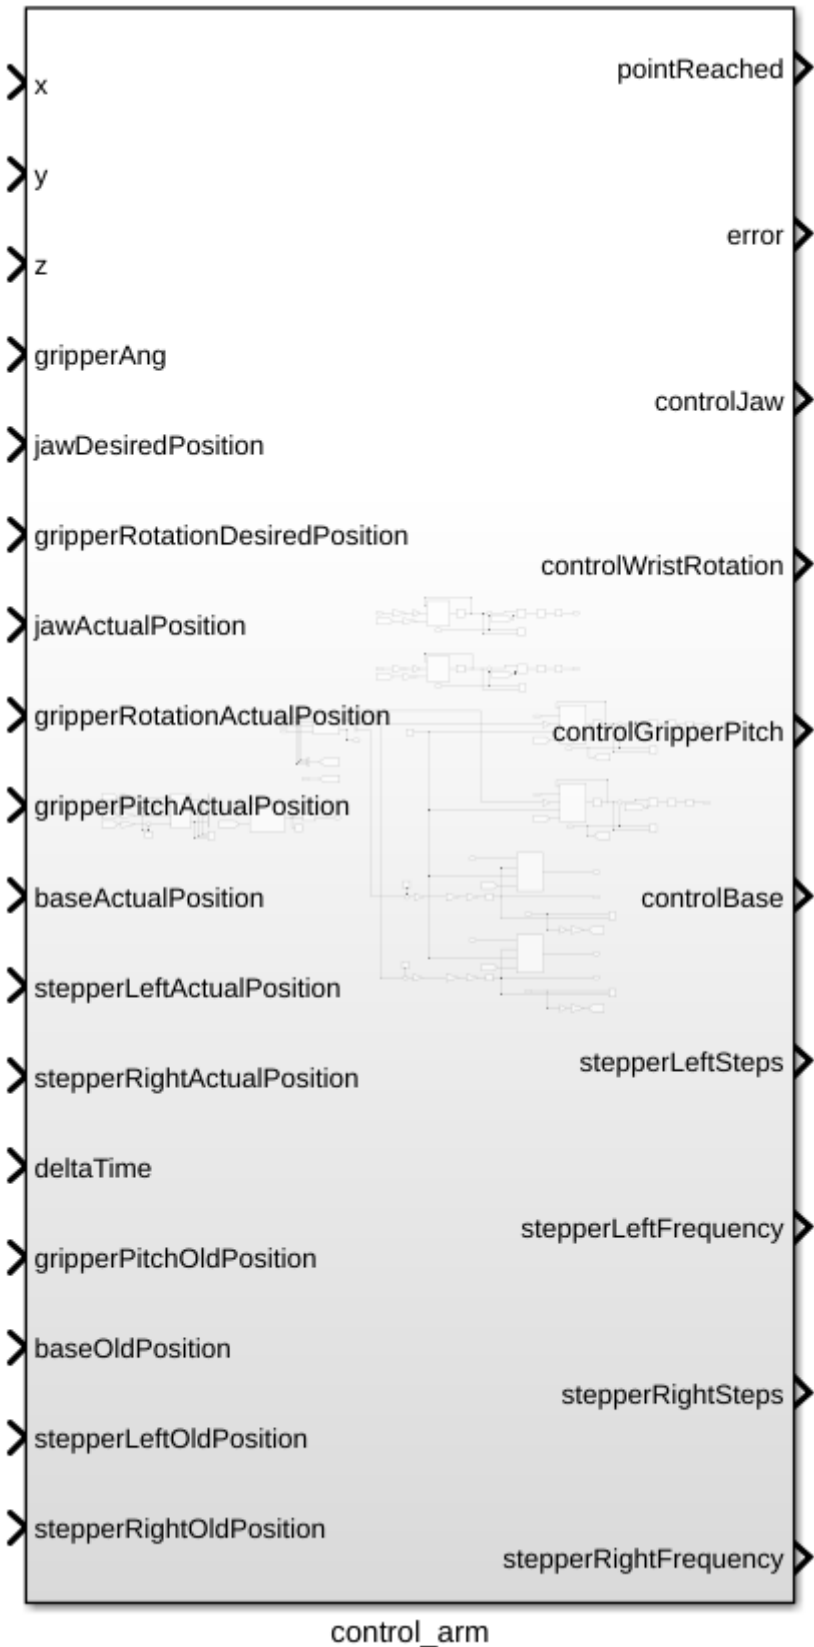 x
y
z
gripperAng
jawDesiredPosition
gripperRotationDesiredPosition
jawActualPosition
gripperRotationActualPosition
gripperPitchActualPosition
baseActualPosition
stepperLeftActualPosition
stepperRightActualPosition
deltaTime
gripperPitchOldPosition
baseOldPosition
stepperLeftOldPosition
stepperRightOldPosition
pointReached
error
controlJaw
controlWristRotation
controlGripperPitch
controlBase
stepperLeftSteps
stepperLeftFrequency
stepperRightSteps
stepperRightFrequency
control_arm